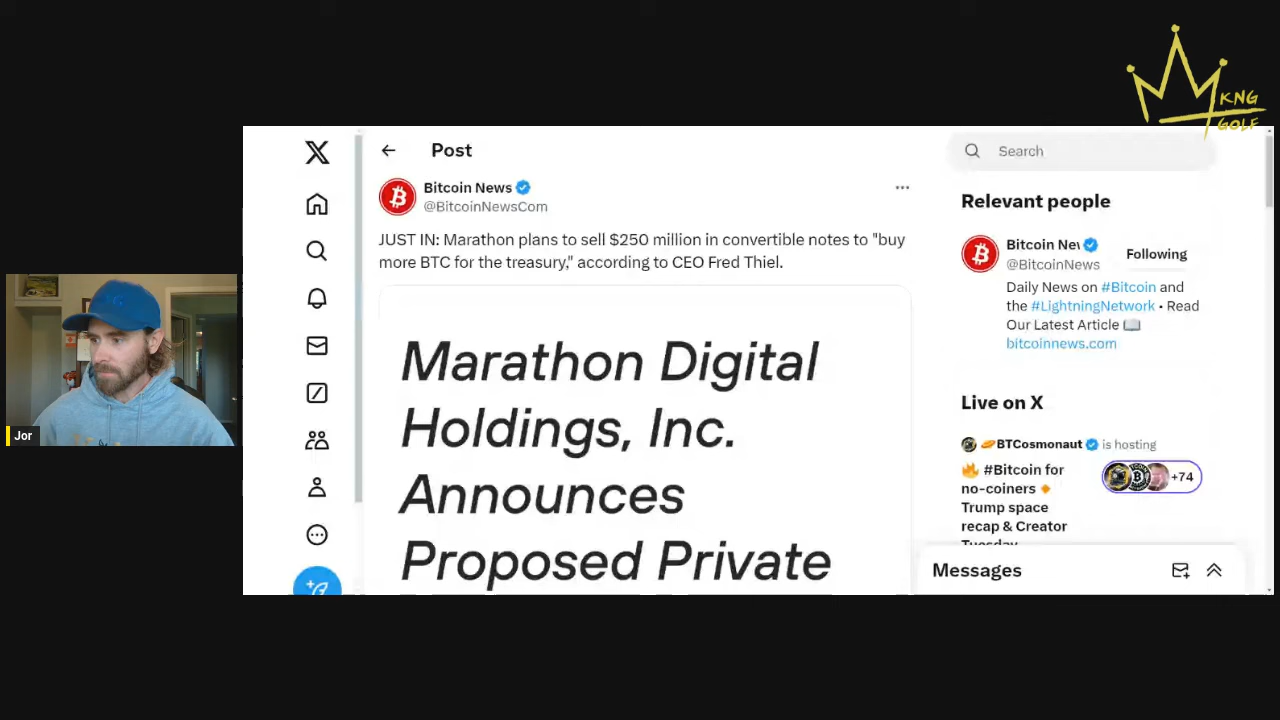 KNG
GOLF
Post
Search
Bitcoin News
@BitcoinNewsCom
JUST IN: Marathon plans to sell $250 million in convertible notes to "buy
more BTC for the treasury," according to CEO Fred Thiel.
Marathon Digital
Holdings, Inc.
Announces
Proposed Private
Relevant people
Bitcoin Ne
@BitcoinNews
Following
Daily News on #Bitcoin and
the #LightningNetwork • Read
Our Latest Article 📖
bitcoinnews.com
Live on X
BTCosmonaut is hosting
🔥 #Bitcoin for
no-coiners🔸
Trump space
recap & Creator
Tuesday
+74
Messages
Jor